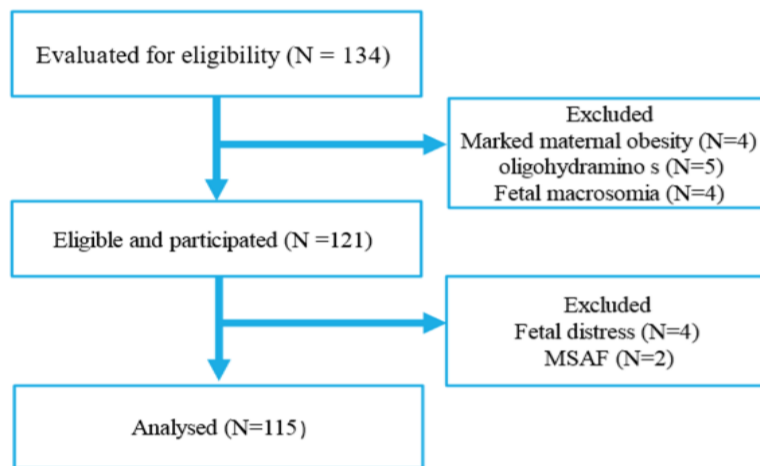 Evaluated for eligibility (N = 134)
Excluded
Marked maternal obesity (N=4)
oligohydramino s (N=5)
Fetal macrosomia (N=4)
Eligible and participated (N =121)
Excluded
Fetal distress (N=4)
MSAF (N=2)
Analysed (N=115)